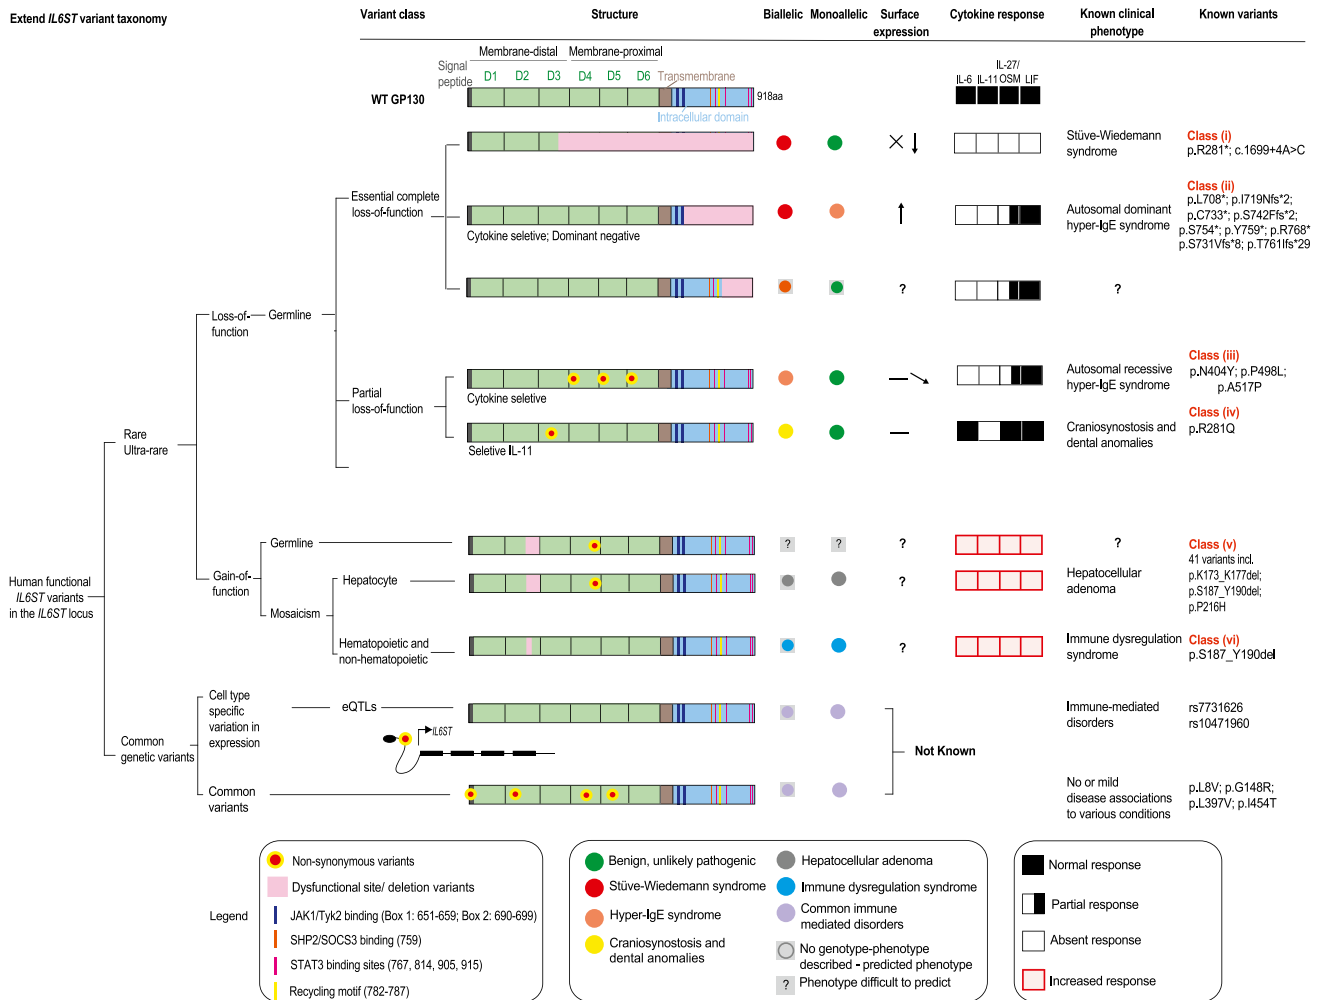 Extend IL6ST variant taxonomy
Variant class
Structure
Biallelic
Monoallelic
Surface
expression
Cytokine response
Known clinical
phenotype
Known variants
Membrane-distal
Membrane-proximal
Signal
peptide
D1
D2
D3
D4
D5
D6
Transmembrane
IL-27/
IL-6
IL-11
OSM
LIF
WT GP130
918aa
Intracellular domain
Stüve-Wiedemann
syndrome
Class (i)
p.R281*; c.1699+4A>C
Essential complete
loss-of-function
Cytokine seletive; Dominant negative
Autosomal dominant
hyper-IgE syndrome
Class (ii)
p.L708*; p.I719Nfs*2;
p.C733*; p.S742Ffs*2;
p.S754*; p.Y759*; p.R768*
p.S731Vfs*8; p.T761Ifs*29
?
?
Loss-of-
function
Germline
Partial
loss-of-function
Cytokine seletive
Autosomal recessive
hyper-IgE syndrome
Class (iii)
p.N404Y; p.P498L;
p.A517P
Seletive IL-11
Craniosynostosis and
dental anomalies
Class (iv)
p.R281Q
Rare
Ultra-rare
Germline
?
?
?
?
Class (v)
41 variants incl.
p.K173_K177del;
p.S187_Y190del;
p.P216H
Gain-of-
function
Hepatocyte
?
Hepatocellular
adenoma
Mosaicism
Hematopoietic and
non-hematopoietic
?
Immune dysregulation
syndrome
Class (vi)
p.S187_Y190del
Human functional
IL6ST variants
in the IL6ST locus
Cell type
specific
variation in
expression
eQTLs
IL6ST
Immune-mediated
disorders
rs7731626
rs10471960
Common
genetic variants
Not Known
Common
variants
No or mild
disease associations
to various conditions
p.L8V; p.G148R;
p.L397V; p.I454T
Legend
Non-synonymous variants
Dysfunctional site/ deletion variants
JAK1/Tyk2 binding (Box 1: 651-659; Box 2: 690-699)
SHP2/SOCS3 binding (759)
STAT3 binding sites (767, 814, 905, 915)
Recycling motif (782-787)
Benign, unlikely pathogenic
Stüve-Wiedemann syndrome
Hyper-IgE syndrome
Craniosynostosis and
dental anomalies
Hepatocellular adenoma
Immune dysregulation syndrome
Common immune
mediated disorders
No genotype-phenotype
described - predicted phenotype
?
Phenotype difficult to predict
Normal response
Partial response
Absent response
Increased response